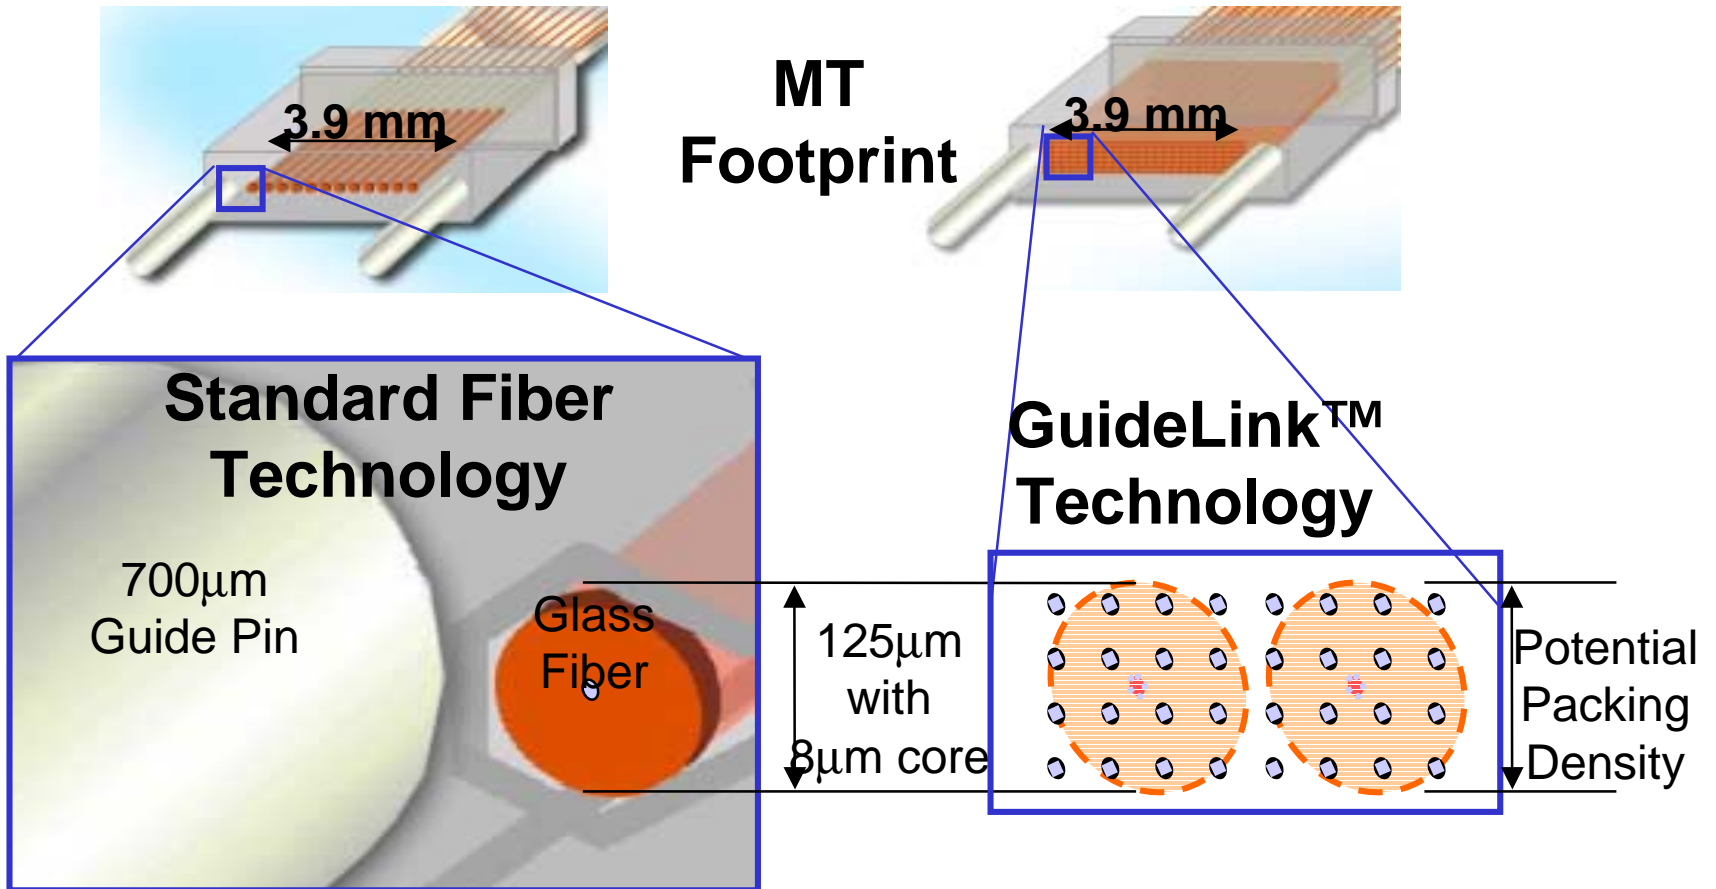 MT
Footprint
3.9 mm
3.9 mm
Standard Fiber
Technology
GuideLink™
Technology
700μm
Guide Pin
Glass
Fiber
125μm
with
8μm core
Potential
Packing
Density